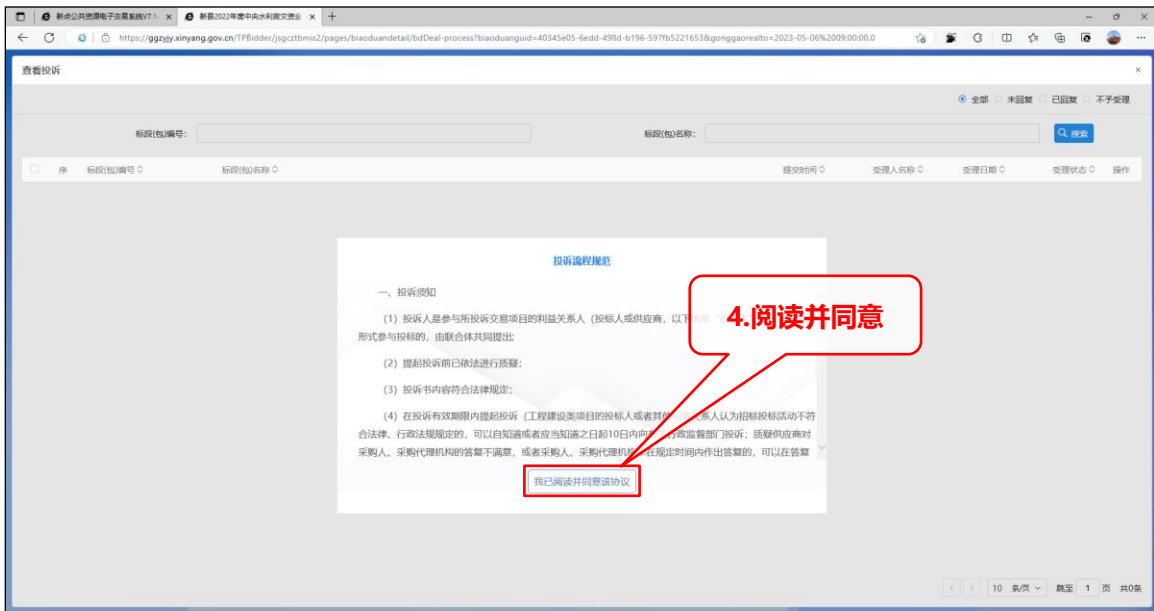 新点公共资源电子交易系统V7.1
新县2022年度中央水利救灾资金
https://ggzyjy.xinyang.gov.cn/TPBidder/jsgcztbmis2/pages/biaoduandetail/bdDeal-process?biaoduanguid=40345e05-6edd-498d-b196-597fb5221653&gonggaorealto=2023-05-06%2009:00:00.0
查看投诉
全部 未回复 已回复 不予受理
标段(包)编号: 标段(包)名称: 搜索
序 标段(包)编号 标段(包)名称 提交时间 受理人名称 受理日期 受理状态 操作
投诉流程规范
一、投诉须知
(1) 投诉人是参与所投诉交易项目的利益关系人（投标人或供应商，以下
形式参与投标的，由联合体共同提出;
(2) 提起投诉前已依法进行质疑;
(3) 投诉书内容符合法律规定;
(4) 在投诉有效期限内提起投诉（工程建设类项目的投标人或者其他 关系人认为招标投标活动不符
合法律、行政法规规定的，可以自知道或者应当知道之日起10日内向 行政监督部门投诉；质疑供应商对
采购人、采购代理机构的答复不满意，或者采购人、采购代理机构 在规定时间内作出答复的，可以在答复
我已阅读并同意该协议
4.阅读并同意
10 条/页 跳至 1 页 共0条